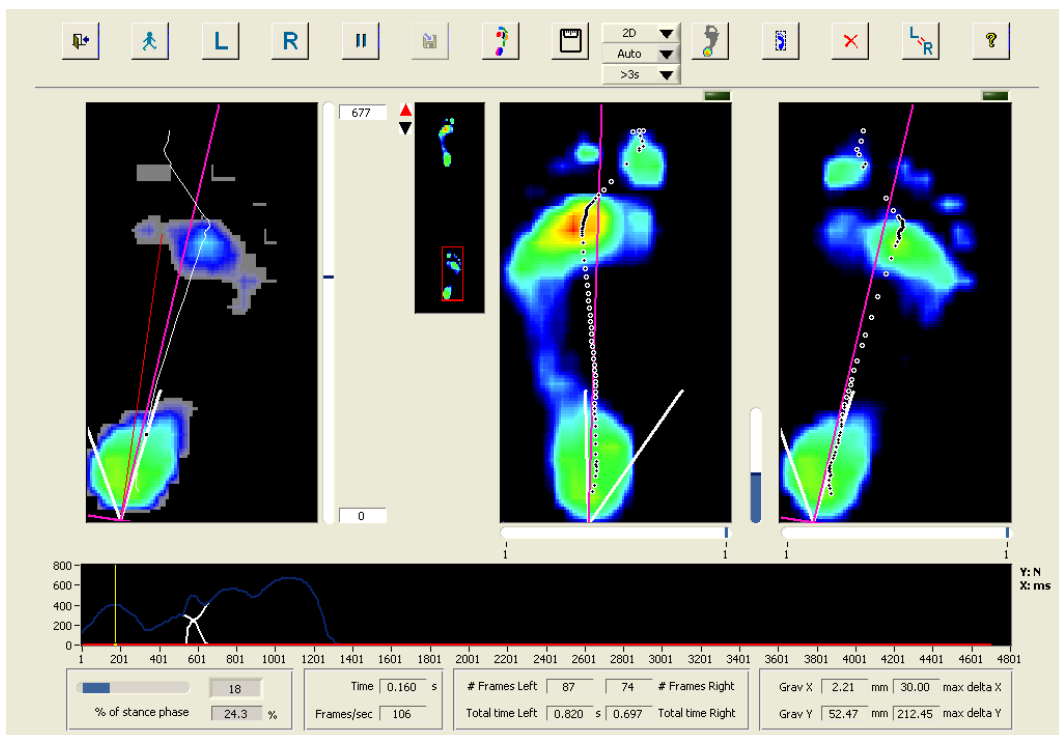 L R 2D
Auto
>3s
L R ?
677
0
1 1 1 1
800
600
400
200
0
Y: N
X: ms
1 201 401 601 801 1001 1201 1401 1601 1801 2001 2201 2401 2601 2801 3001 3201 3401 3601 3801 4001 4201 4401 4601 4801
18
% of stance phase 24.3 %
Time 0.160 s
Frames/sec 106
# Frames Left 87 74 # Frames Right
Total time Left 0.820 s 0.697 Total time Right
Grav X 2.21 mm 30.00 max delta X
Grav Y 52.47 mm 212.45 max delta Y